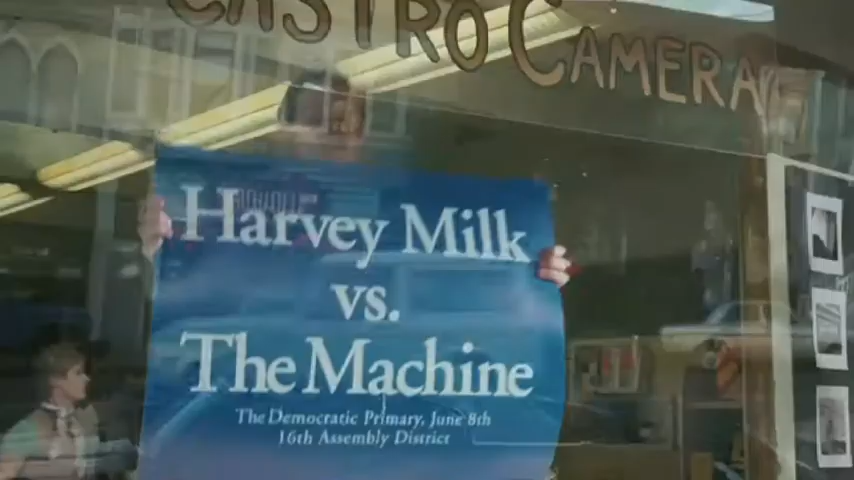 CASTRO CAMERA
Harvey Milk
vs.
The Machine
The Democratic Primary, June 8th
16th Assembly District